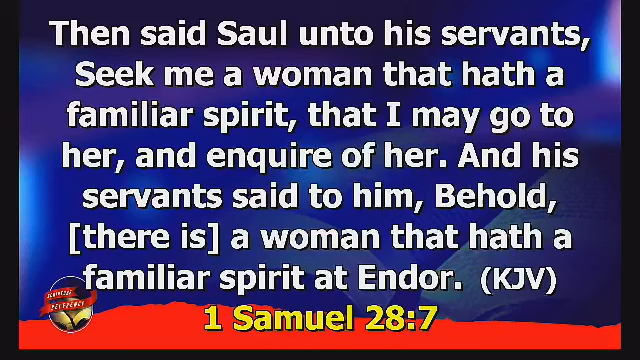 Then said Saul unto his servants,
Seek me a woman that hath a
familiar spirit, that I may go to
her, and enquire of her. And his
servants said to him, Behold,
[there is] a woman that hath a
familiar spirit at Endor. (KJV)
SCRIPTURE
REFERENCE
1 Samuel 28:7